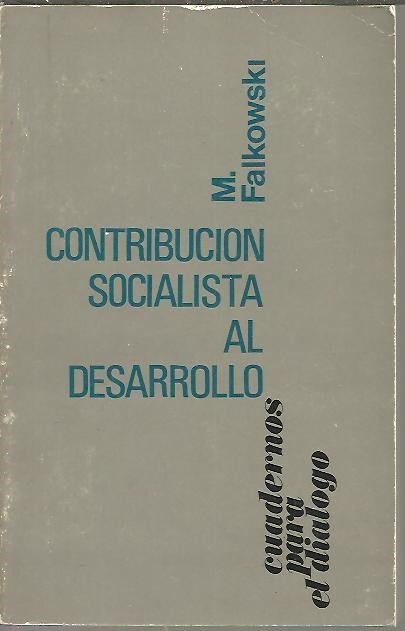 M.
Falkowski
CONTRIBUCION
SOCIALISTA
AL
DESARROLLO
cuadernos
para
el dialogo